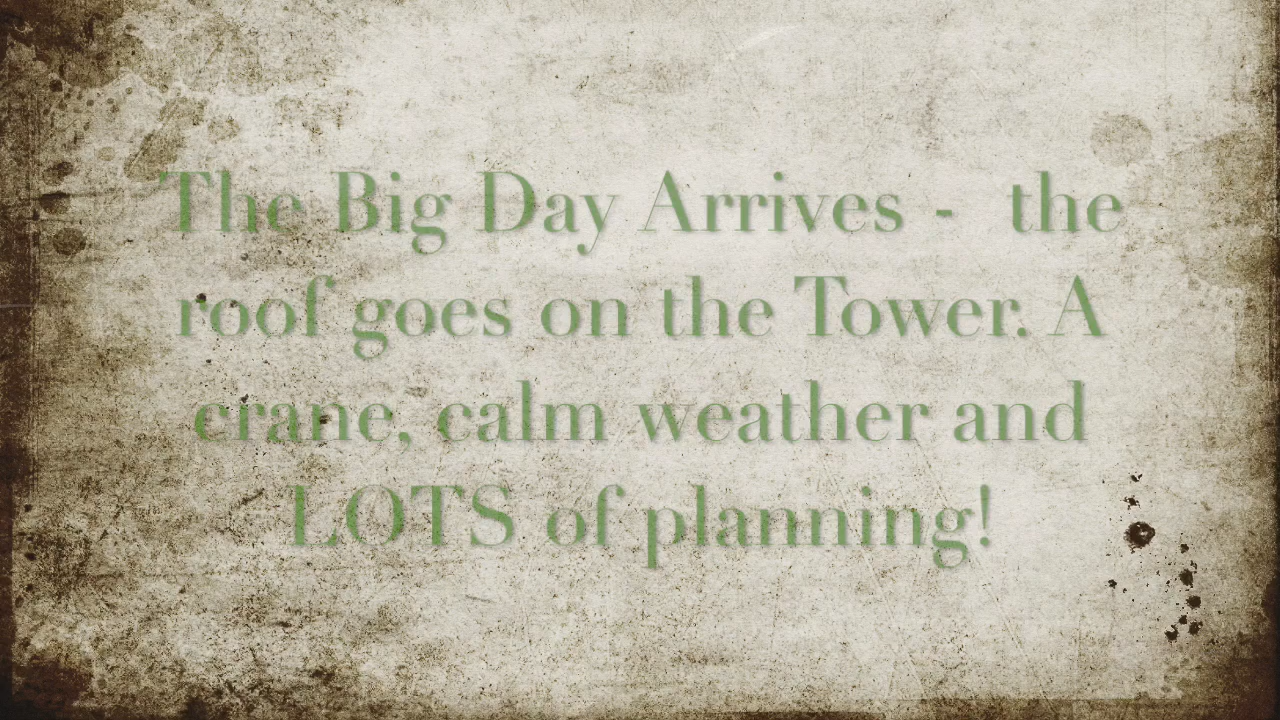 The Big Day Arrives -  the
roof goes on the Tower. A
crane, calm weather and
LOTS of planning!